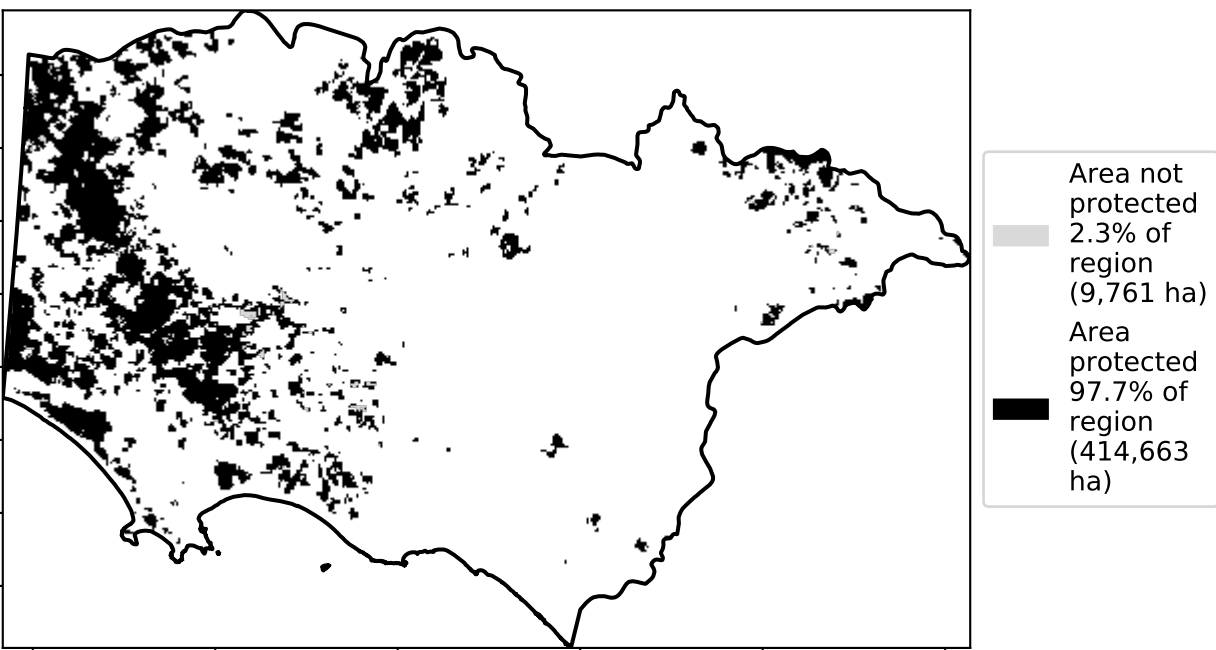 Area not
protected
2.3% of
region
(9,761 ha)
Area
protected
97.7% of
region
(414,663
ha)